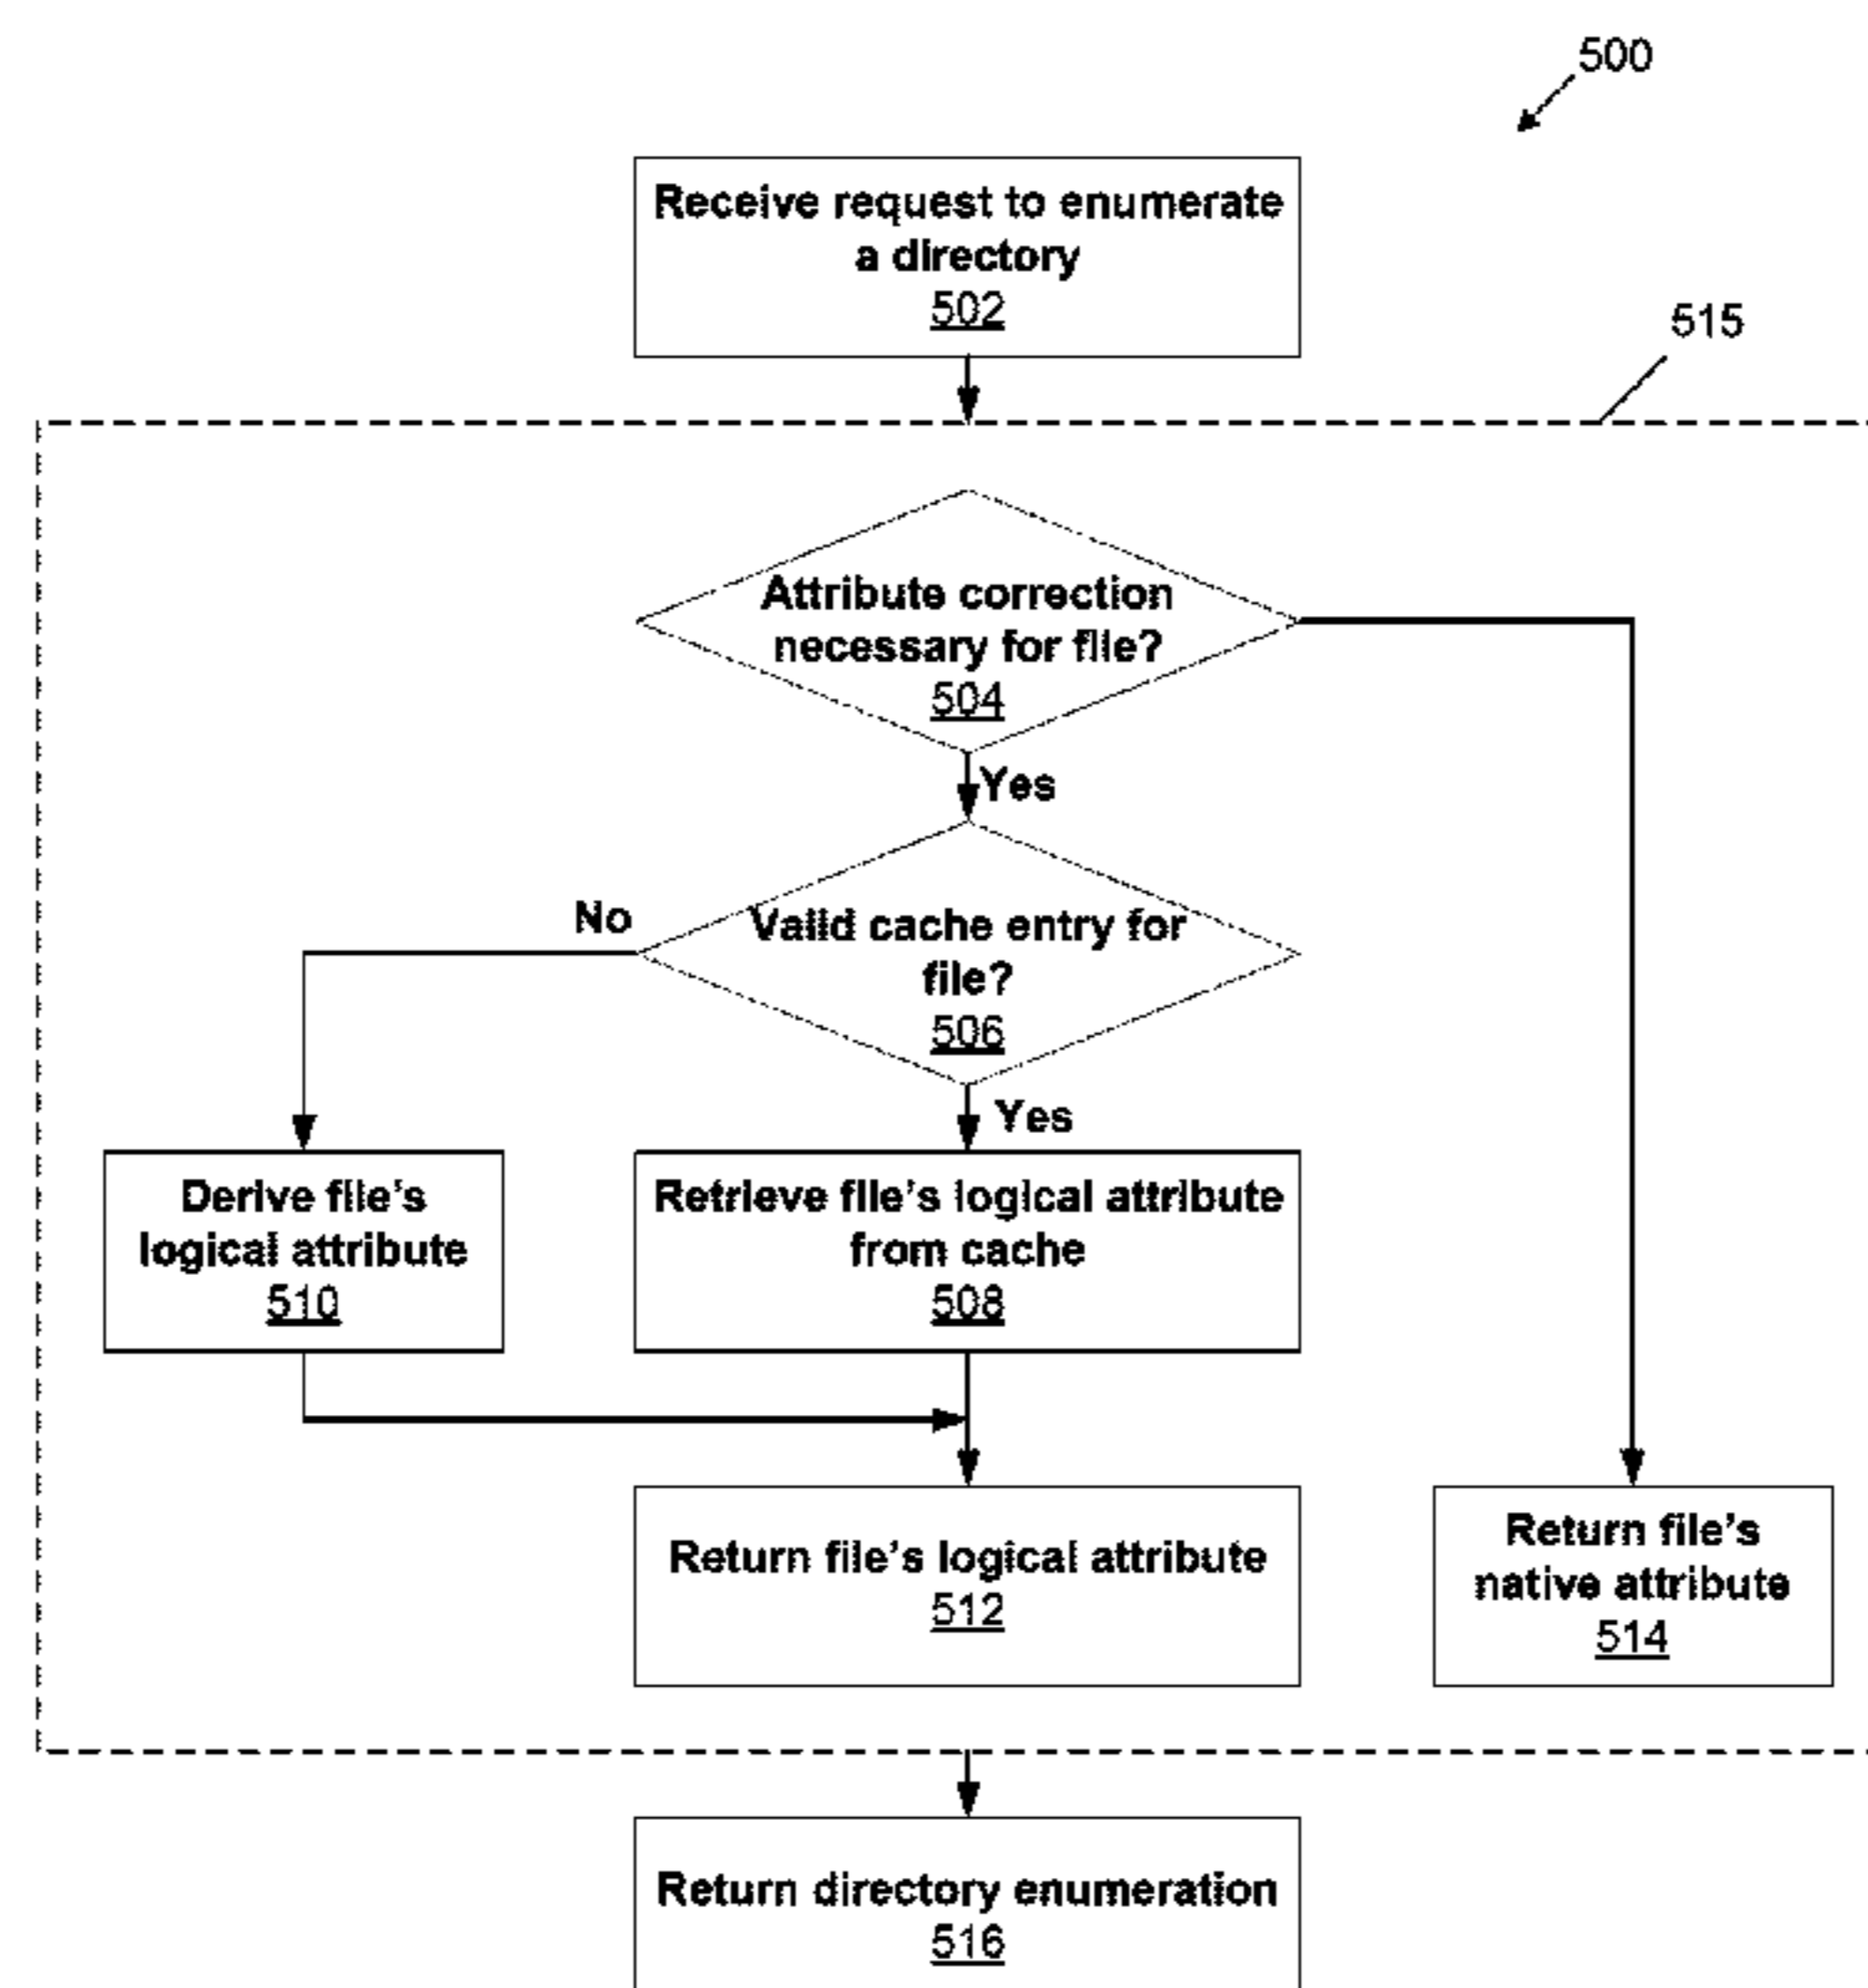 500
Receive request to enumerate
a directory
502
515
Attribute correction
necessary for file?
504
Yes
No
Valid cache entry for
file?
506
Yes
Derive file's
logical attribute
510
Retrieve file's logical attribute
from cache
508
Return file's logical attribute
512
Return file's
native attribute
514
Return directory enumeration
516